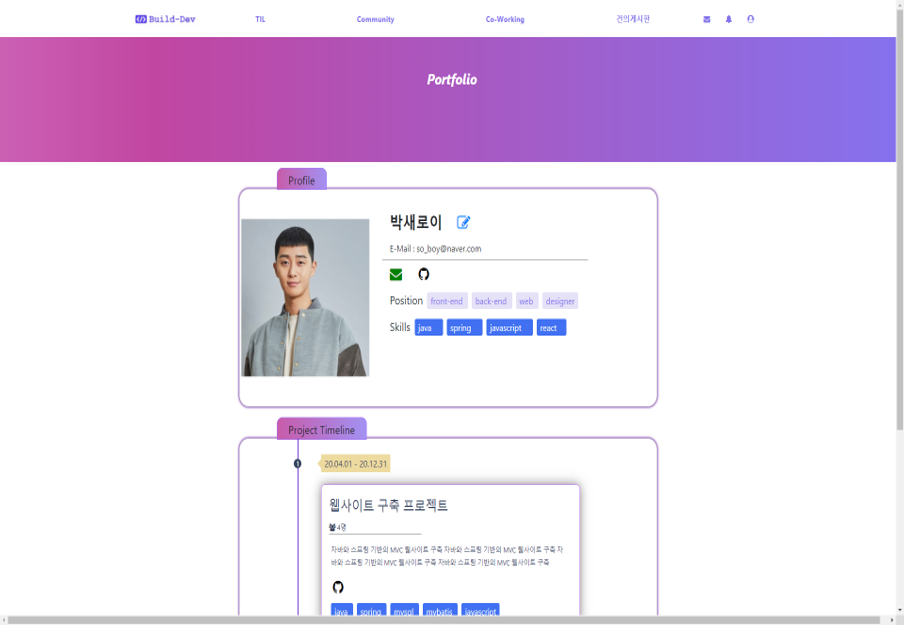 Build-Dev TIL Community Co-Working 건의게시판
Portfolio
Profile
박새로이
E-Mail : so_boy@naver.com
Position front-end back-end web designer
Skills java spring javascript react
Project Timeline
1 20.04.01 - 20.12.31
웹사이트 구축 프로젝트
4명
자바와 스프링 기반의 MVC 웹사이트 구축 자바와 스프링 기반의 MVC 웹사이트 구축 자
바와 스프링 기반의 MVC 웹사이트 구축 자바와 스프링 기반의 MVC 웹사이트 구축
java spring mysql mybatis javascript